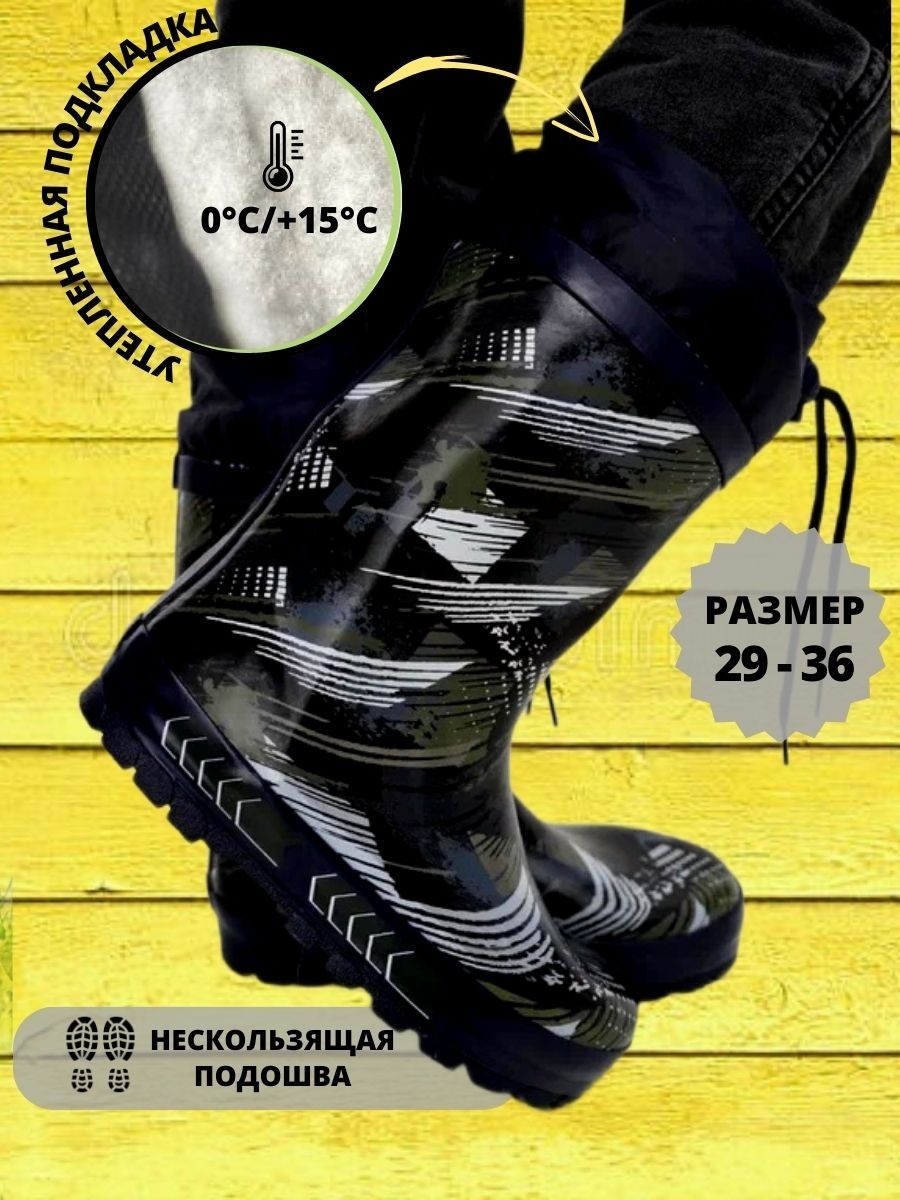 УТЕПЛЕННАЯ ПОДКЛАДКА
0°C/+15°C
РАЗМЕР
29 - 36
НЕСКОЛЬЗЯЩАЯ
ПОДОШВА